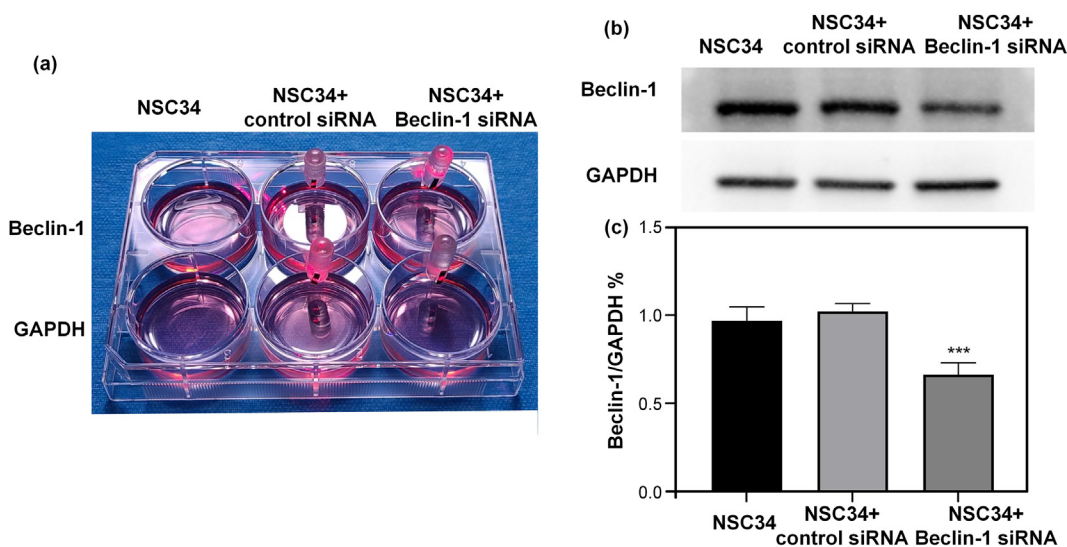 (a)
NSC34
NSC34+
control siRNA
NSC34+
Beclin-1 siRNA
Beclin-1
GAPDH
(b)
NSC34
NSC34+
control siRNA
NSC34+
Beclin-1 siRNA
Beclin-1
GAPDH
(c)
Beclin-1/GAPDH %
1.5
1.0
0.5
0.0
***
NSC34
NSC34+
control siRNA
NSC34+
Beclin-1 siRNA